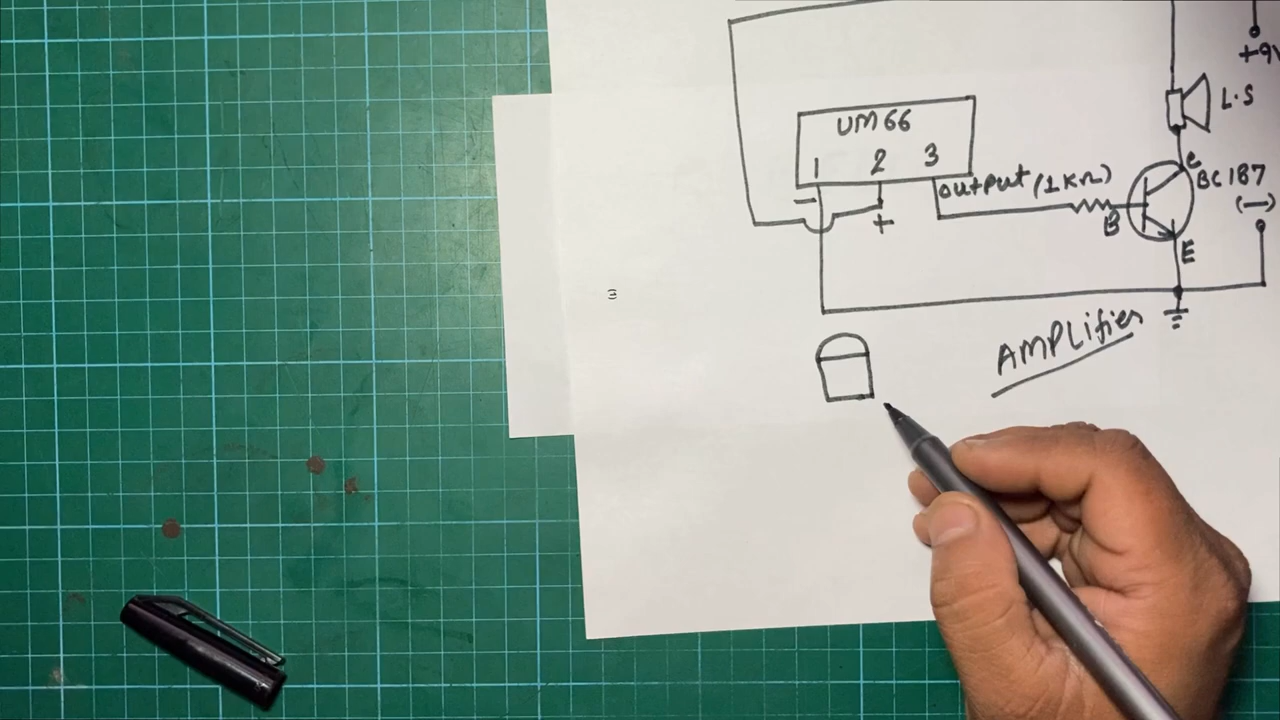 +9V
L·S
UM66
1 2 3
output (1KΩ)
C
BC187
(−)
−
+
B
E
AMPLifier